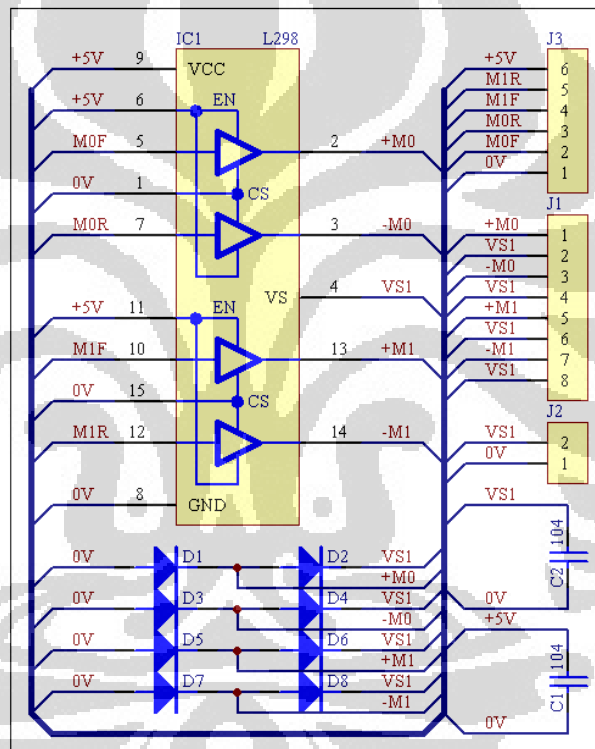 IC1 L298
+5V 9 VCC
+5V 6 EN
M0F 5 2 +M0
0V 1 CS
M0R 7 3 -M0
VS 4 VS1
+5V 11 EN
M1F 10 13 +M1
0V 15 CS
M1R 12 14 -M1
0V 8 GND
0V D1 D2 VS1
+M0
0V D3 D4 VS1
-M0
0V D5 D6 VS1
+M1
0V D7 D8 VS1
-M1
J3
+5V 6
M1R 5
M1F 4
M0R 3
M0F 2
0V 1
J1
+M0 1
VS1 2
-M0 3
VS1 4
+M1 5
VS1 6
-M1 7
VS1 8
J2
VS1 2
0V 1
VS1
C2 104
0V
+5V
C1 104
0V